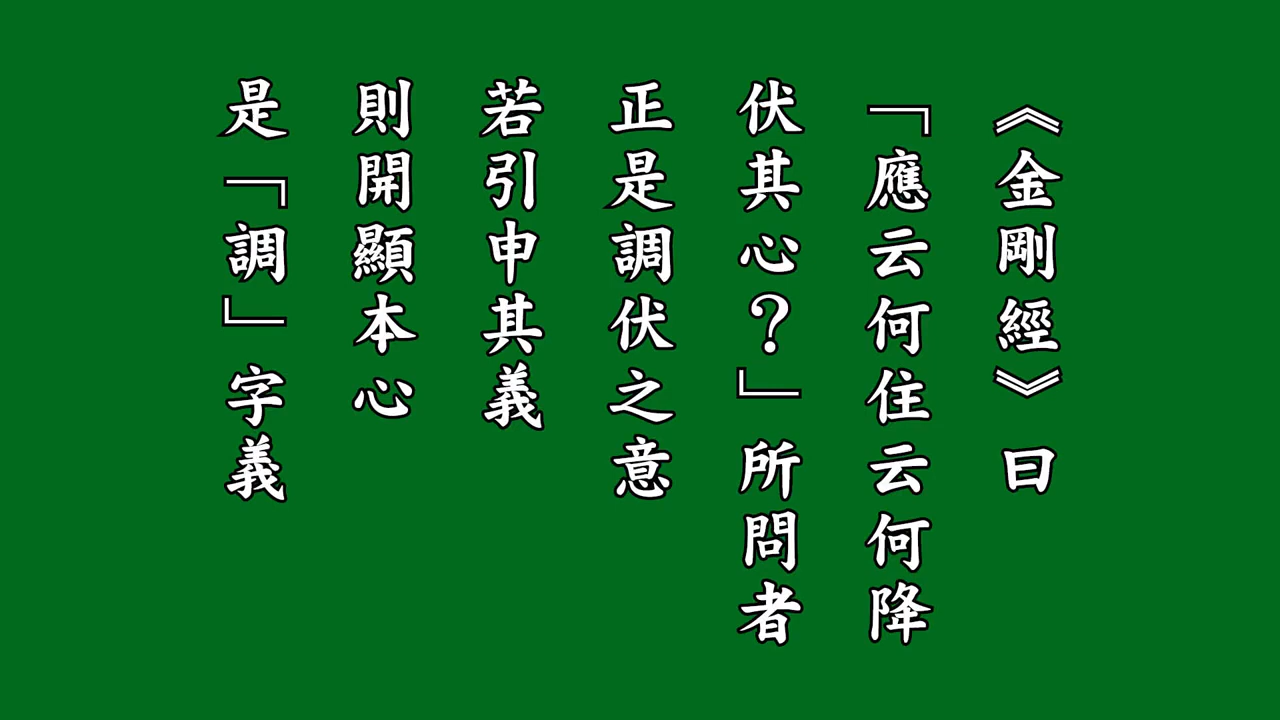 《金剛經》曰
「應云何住云何降
伏其心?」所問者
正是調伏之意
若引申其義
則開顯本心
是「調」字義